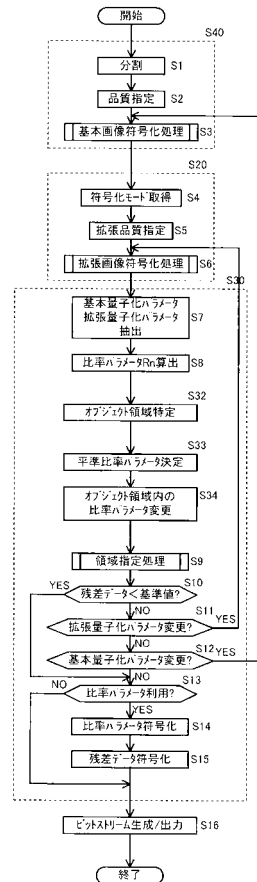 開始
S40
分割
S1
品質指定
S2
基本画像符号化処理
S3
S20
符号化モード取得
S4
拡張品質指定
S5
拡張画像符号化処理
S6
S30
基本量子化パラメータ
拡張量子化パラメータ
抽出
S7
比率パラメータRn算出
S8
S32
オブジェクト領域特定
S33
平準比率パラメータ決定
S34
オブジェクト領域内の
比率パラメータ変更
領域指定処理
S9
YES
S10
残差データ<基準値?
NO
S11
拡張量子化パラメータ変更?
YES
NO
S12
基本量子化パラメータ変更?
YES
NO
S13
NO
比率パラメータ利用?
YES
比率パラメータ符号化
S14
残差データ符号化
S15
ビットストリーム生成/出力
S16
終了